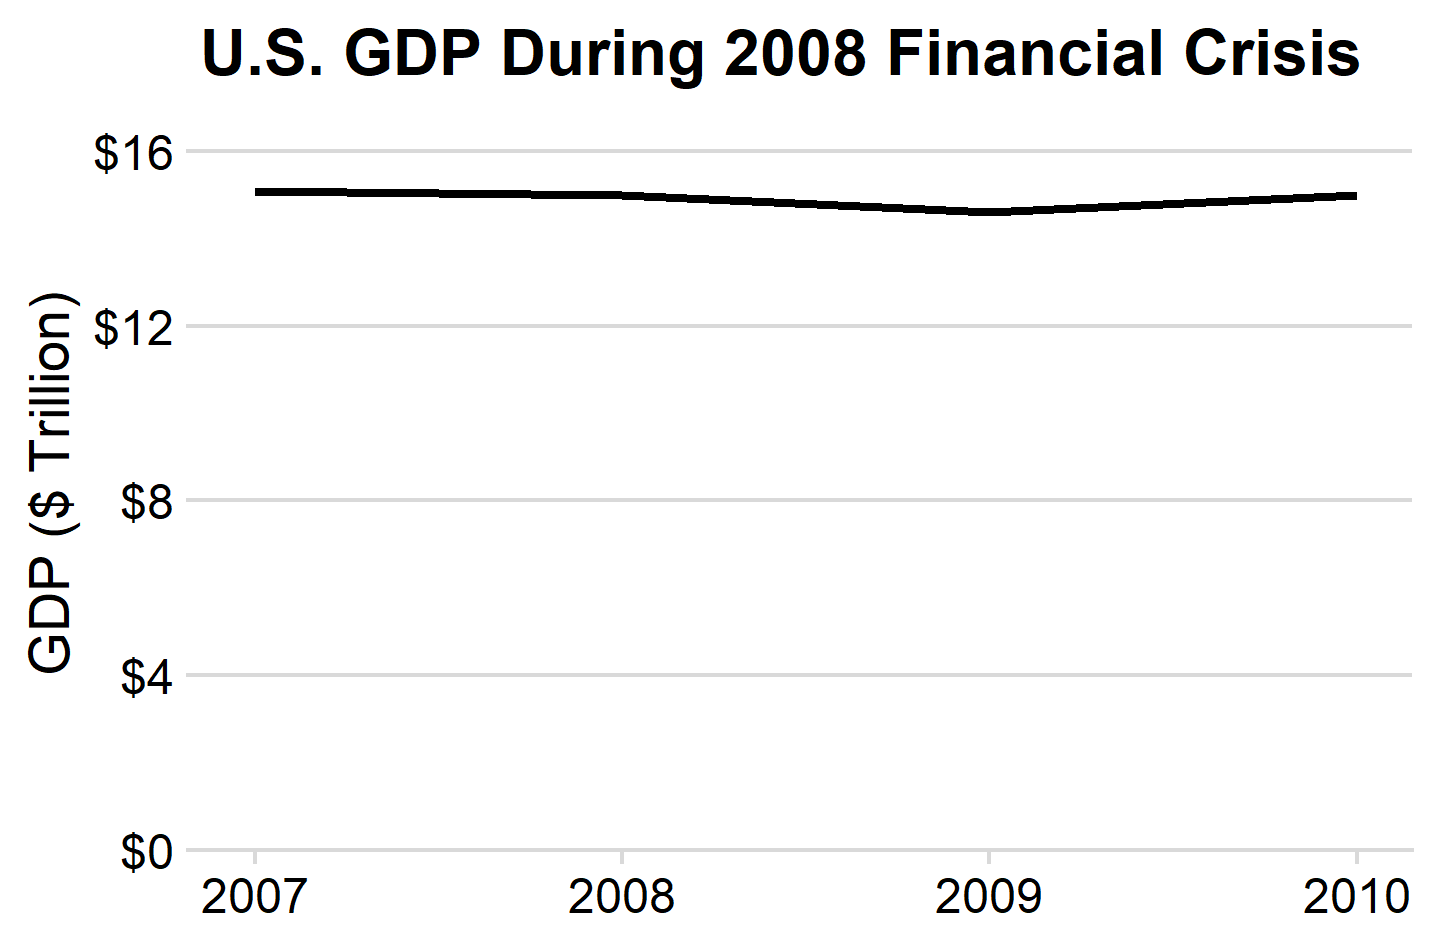 U.S. GDP During 2008 Financial Crisis
GDP ($ Trillion)
$16
$12
$8
$4
$0
2007 2008 2009 2010